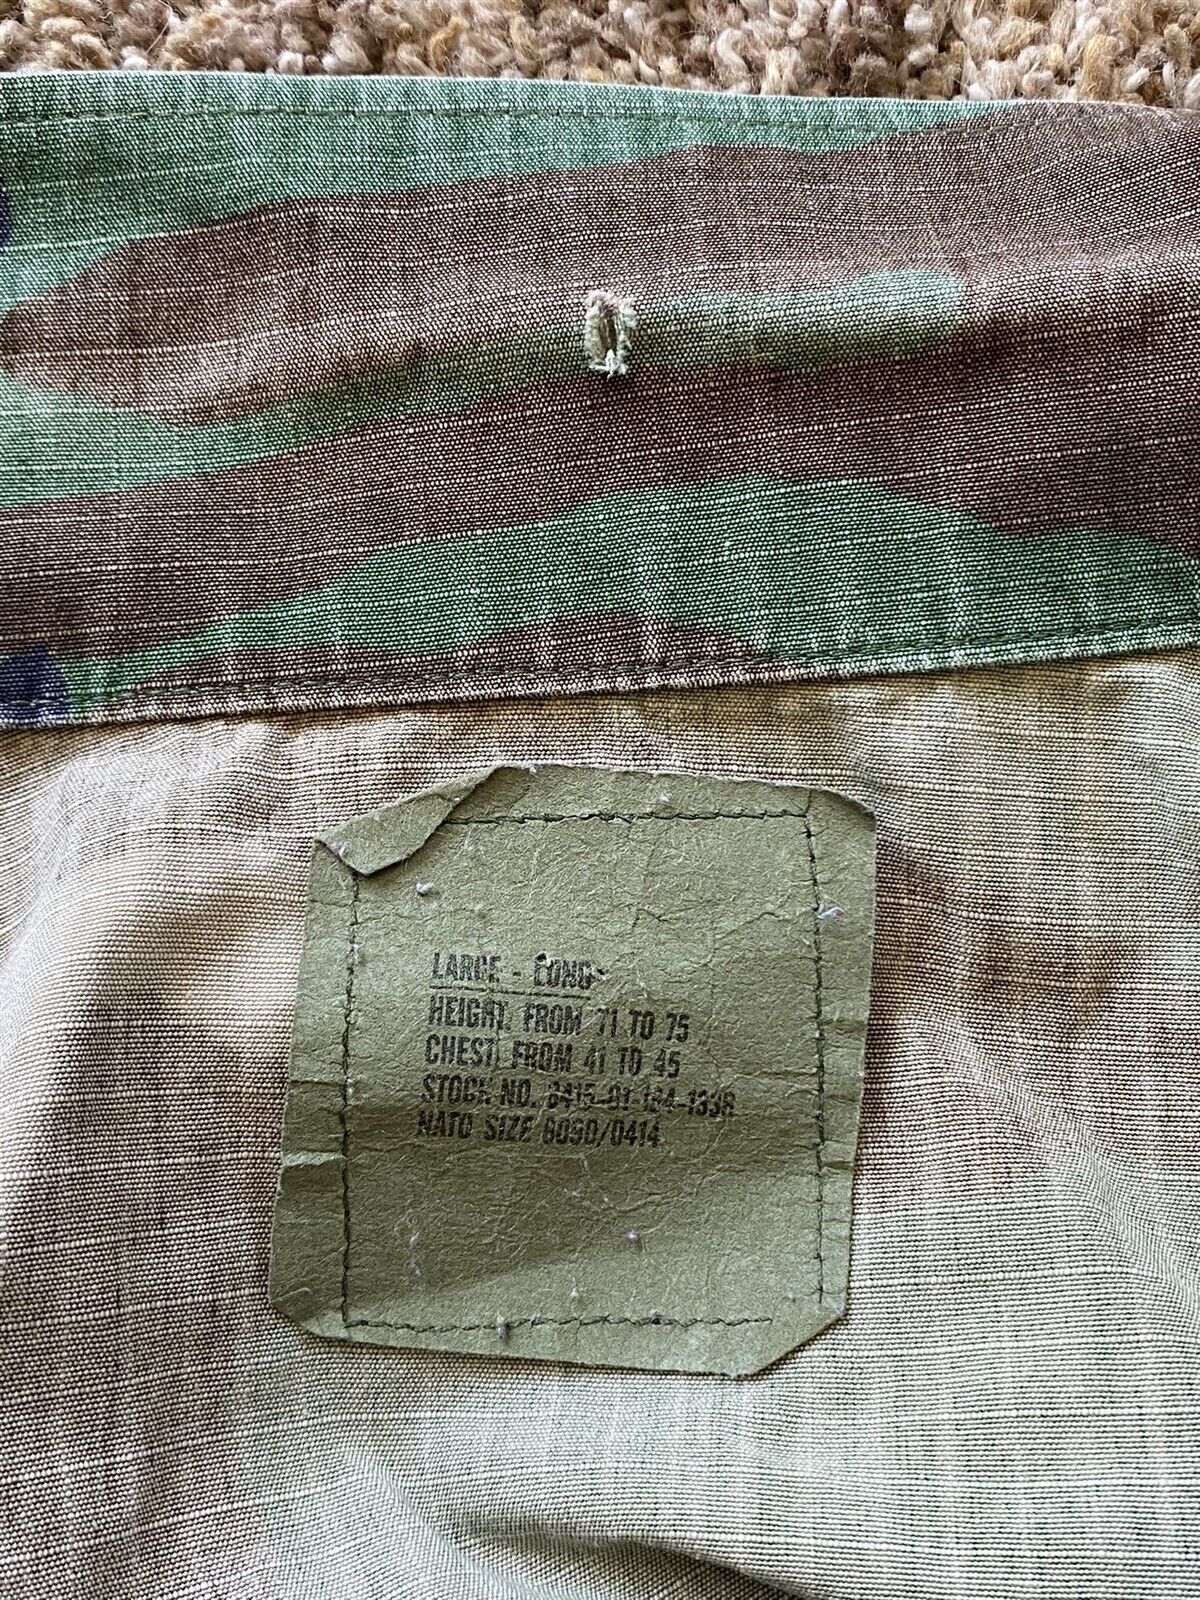 LARGE - LONG
HEIGHT. FROM 71 TO 75
CHEST FROM 41 TO 45
STOCK NO. 8415-01-184-1338
NATO SIZE 8090/0414